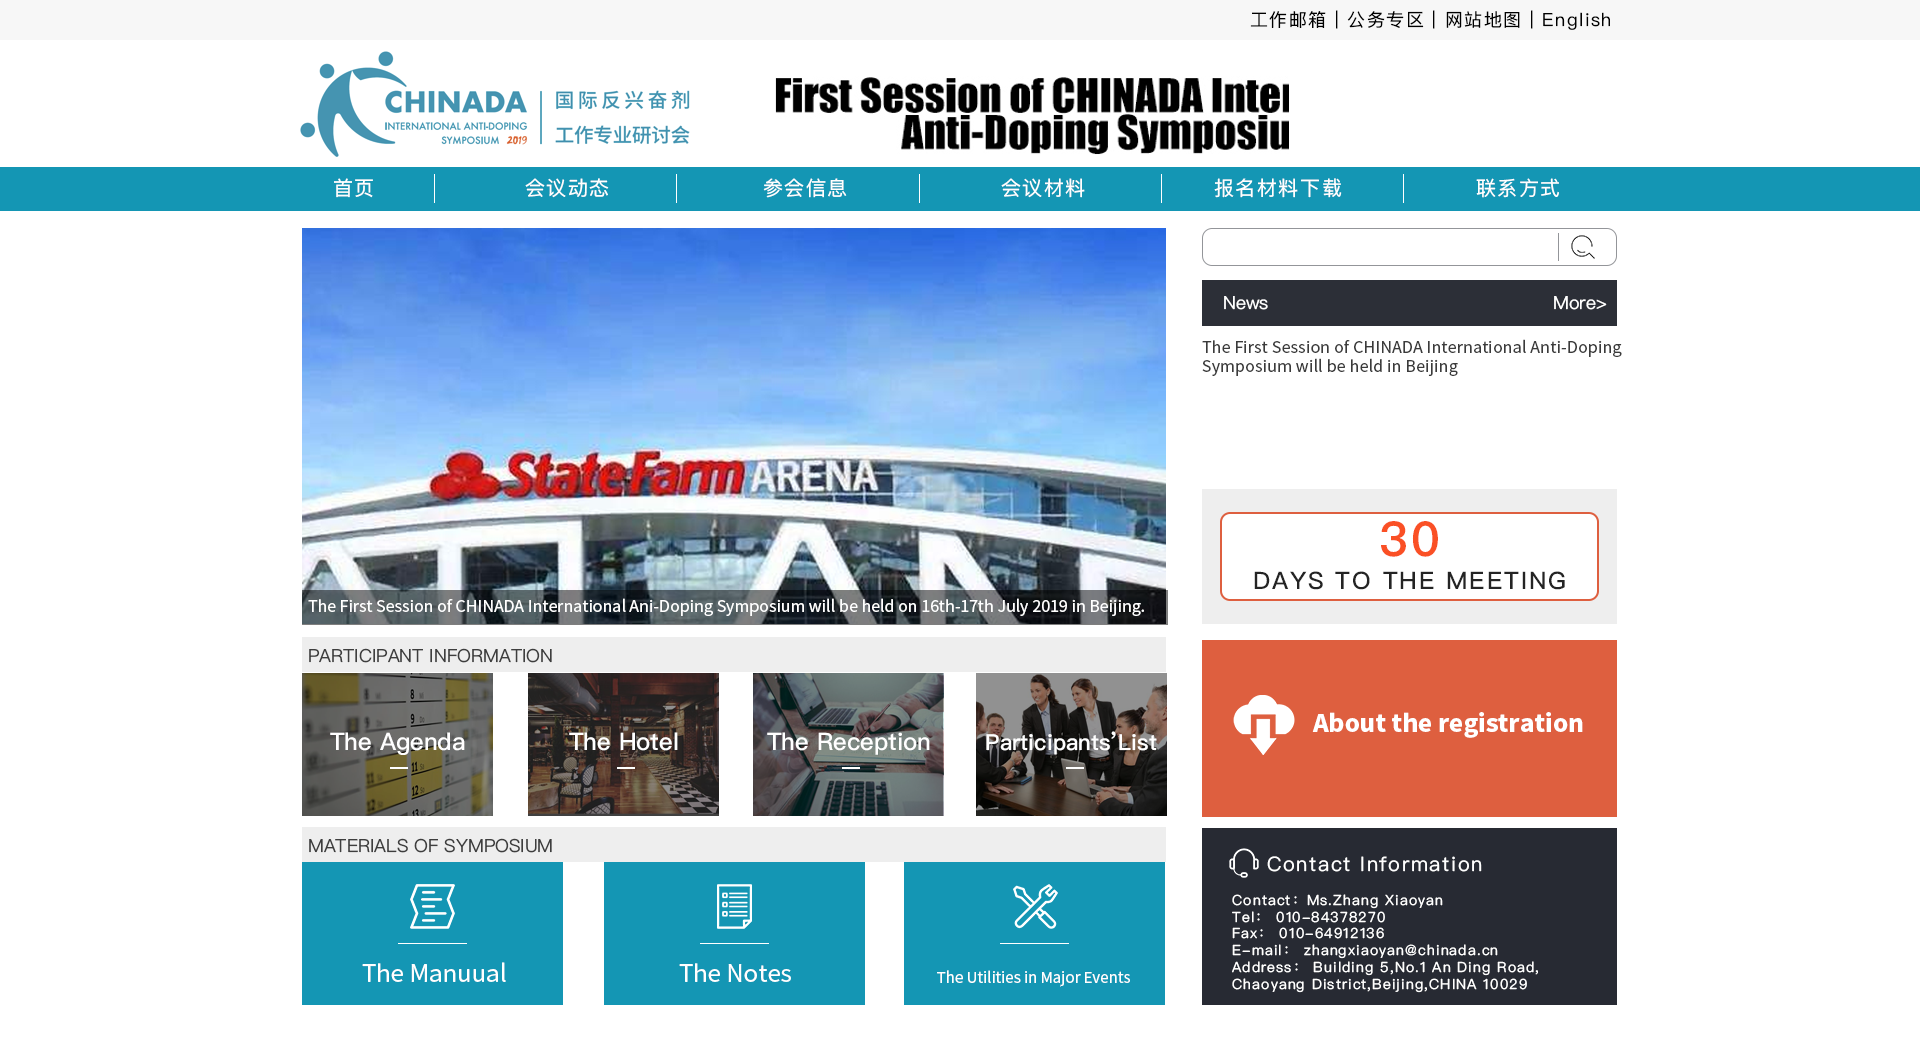 工作邮箱 | 公务专区 | 网站地图 | English
CHINADA
INTERNATIONAL ANTI-DOPING
SYMPOSIUM 2019
国际反兴奋剂
工作专业研讨会
First Session of CHINADA Inter
Anti-Doping Symposiu
首页 会议动态 参会信息 会议材料 报名材料下载 联系方式
StateFarm ARENA
The First Session of CHINADA International Ani-Doping Symposium will be held on 16th-17th July 2019 in Beijing.
News More>
The First Session of CHINADA International Anti-Doping
Symposium will be held in Beijing
30
DAYS TO THE MEETING
PARTICIPANT INFORMATION
The Agenda
The Hotel
The Reception
Participants’List
About the registration
MATERIALS OF SYMPOSIUM
The Manuual
The Notes
The Utilities in Major Events
Contact Information
Contact：Ms.Zhang Xiaoyan
Tel： 010-84378270
Fax： 010-64912136
E-mail： zhangxiaoyan@chinada.cn
Address： Building 5,No.1 An Ding Road,
Chaoyang District,Beijing,CHINA 10029